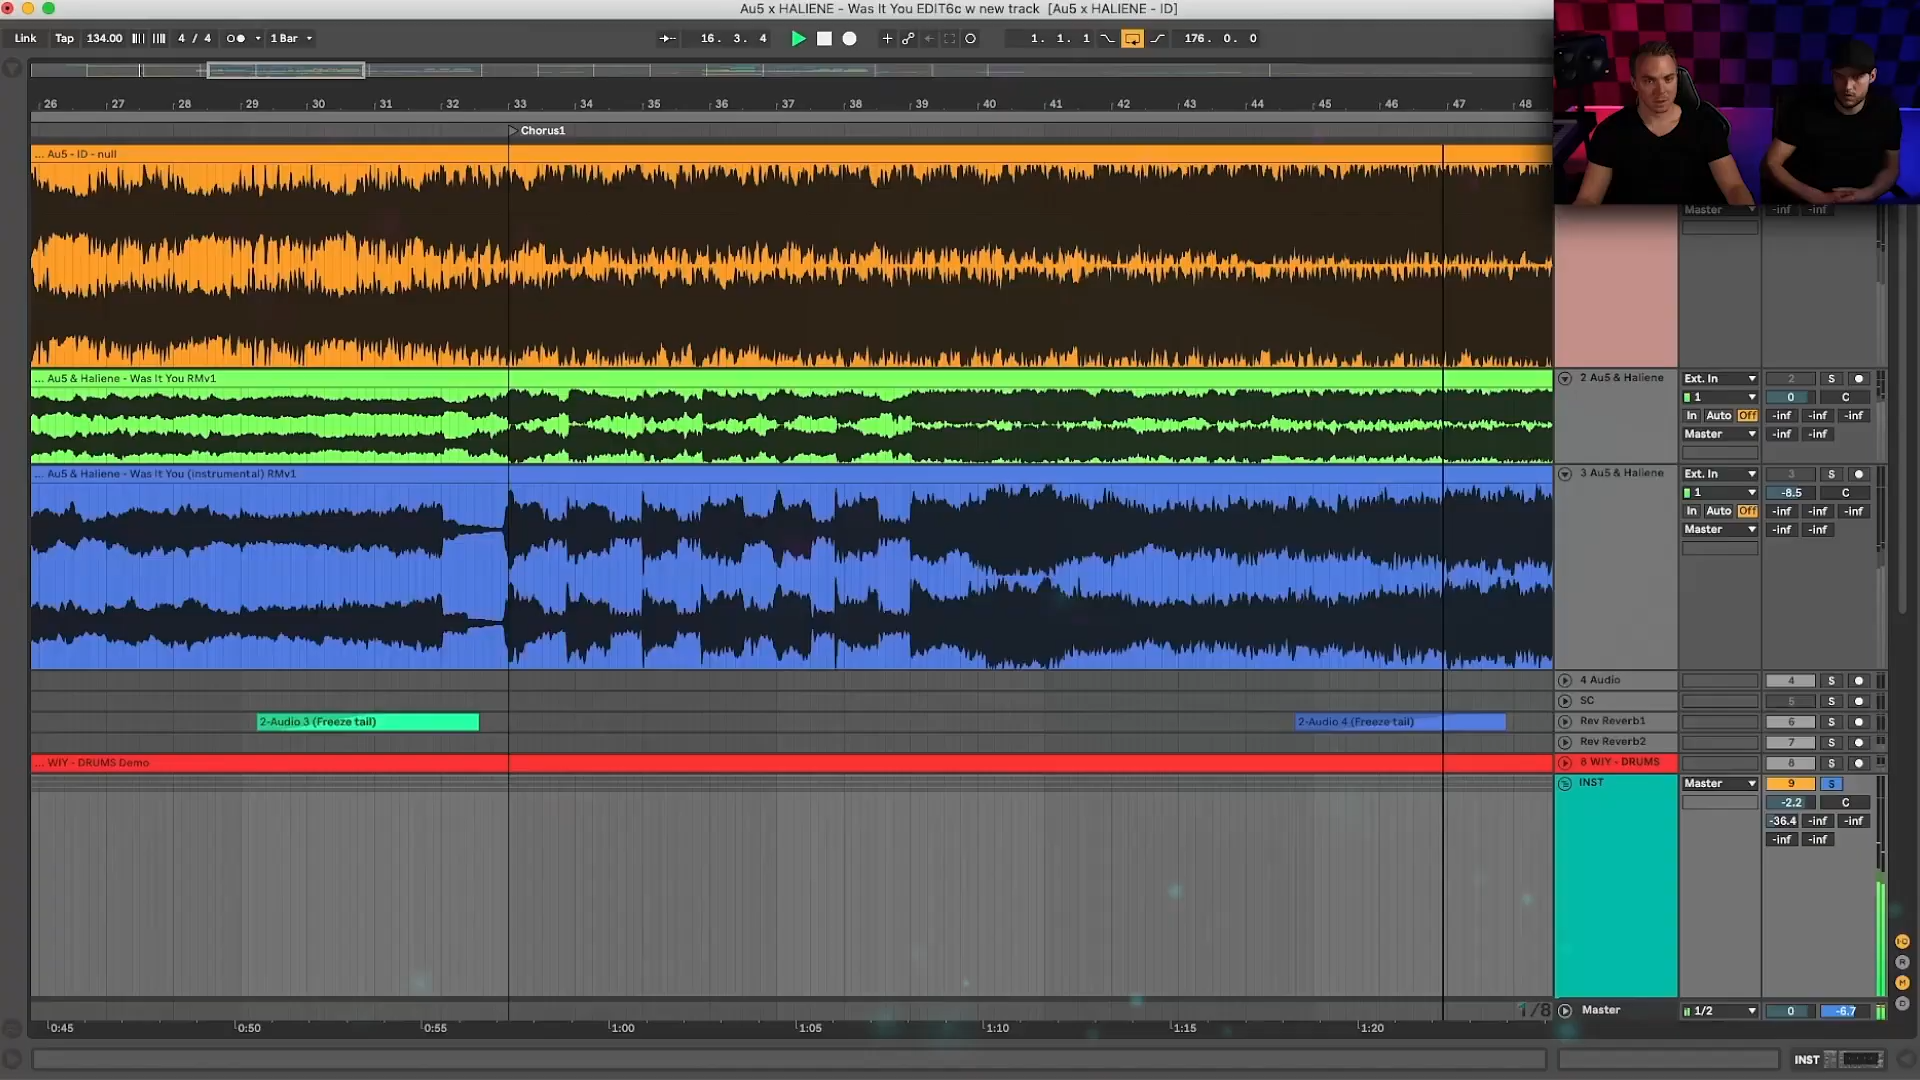 Au5 x HALIENE - Was It You EDIT6c w new track [Au5 x HALIENE - ID]
Link Tap 134.00 4 / 4 1 Bar 16. 3. 4 1. 1. 1 176. 0. 0
26 27 28 29 30 31 32 33 34 35 36 37 38 39 40 41 42 43 44 45 46 47 48
Chorus1
... Au5 - ID - null
Master -inf -inf
... Au5 & Haliene - Was It You RMv1
2 Au5 & Haliene Ext. In 2 S
1 0 C
In Auto Off -inf -inf -inf
Master -inf -inf
... Au5 & Haliene - Was It You (instrumental) RMv1
3 Au5 & Haliene Ext. In 3 S
1 -8.5 C
In Auto Off -inf -inf -inf
Master -inf -inf
4 Audio 4 S
SC 5 S
2-Audio 3 (Freeze tail) 2-Audio 4 (Freeze tail) Rev Reverb1 6 S
Rev Reverb2 7 S
... WIY - DRUMS Demo 8 WIY - DRUMS 8 S
INST Master 9 S
-2.2 C
-36.4 -inf -inf
-inf -inf
I·O
R
M
D
1/8 Master 1/2 0 -6.7
0:45 0:50 0:55 1:00 1:05 1:10 1:15 1:20
INST